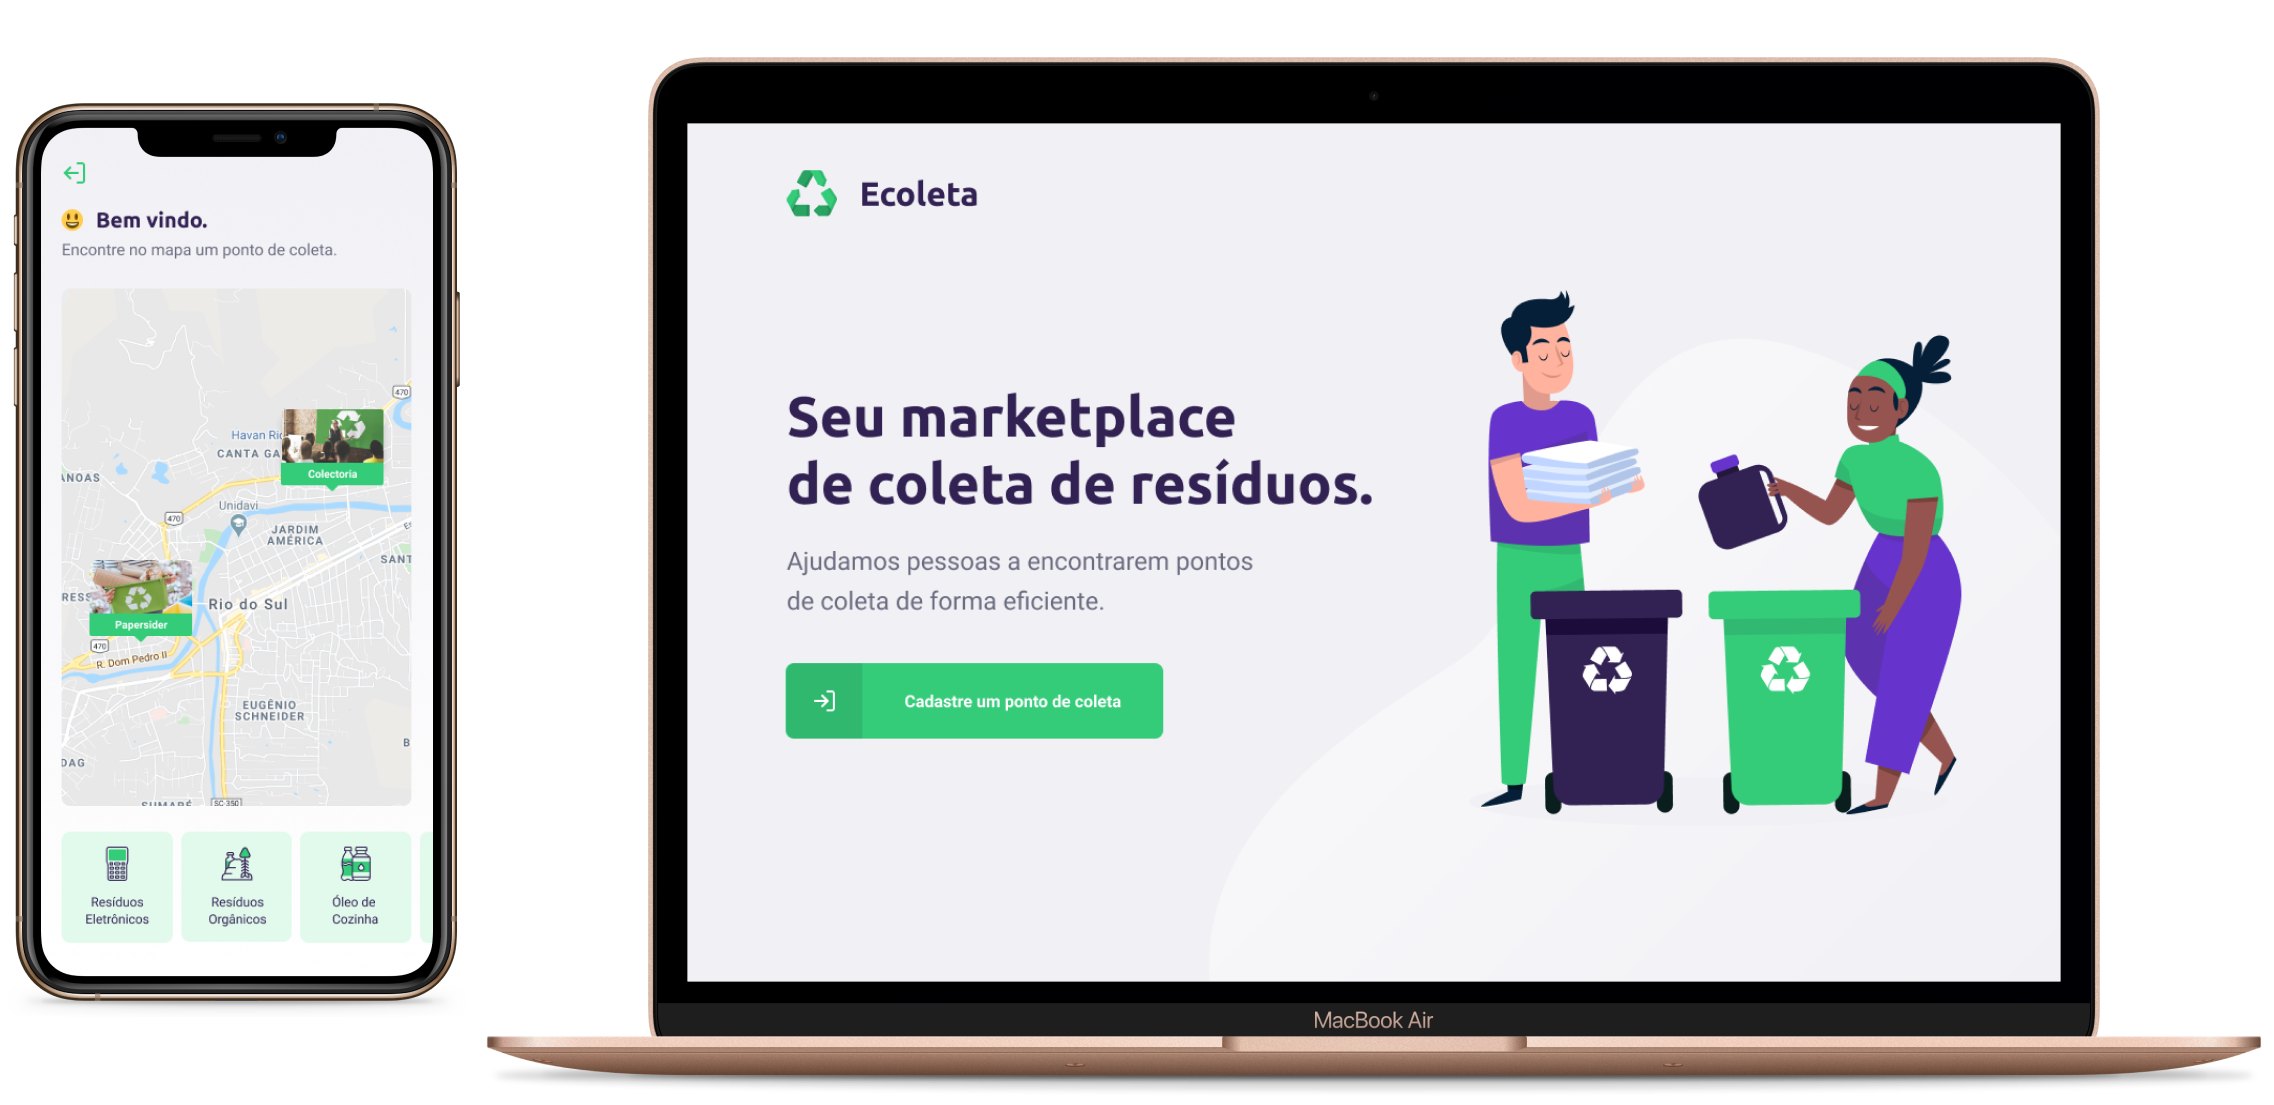 Bem vindo.
Encontre no mapa um ponto de coleta.
470
Havan Rio
CANTA GA
Colectoria
ANOAS
Unidavi
470
JARDIM
AMÉRICA
SANT
Rio do Sul
Papersider
470
R. Dom Pedro II
EUGÊNIO
SCHNEIDER
B
DAG
SUMARÉ
SC-350
Resíduos
Eletrônicos
Resíduos
Orgânicos
Óleo de
Cozinha
Ecoleta
Seu marketplace
de coleta de resíduos.
Ajudamos pessoas a encontrarem pontos
de coleta de forma eficiente.
Cadastre um ponto de coleta
MacBook Air